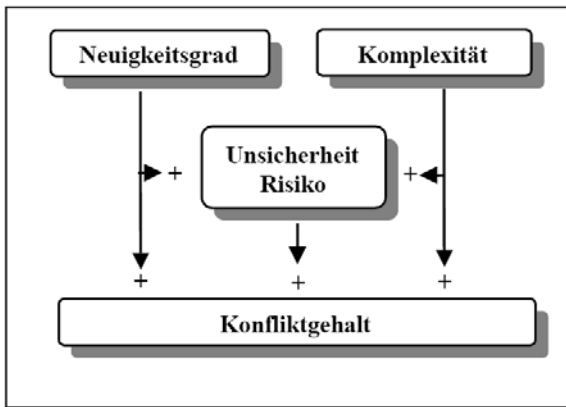 Neuigkeitsgrad
Komplexität
Unsicherheit
Risiko
+
+
+
+
+
Konfliktgehalt